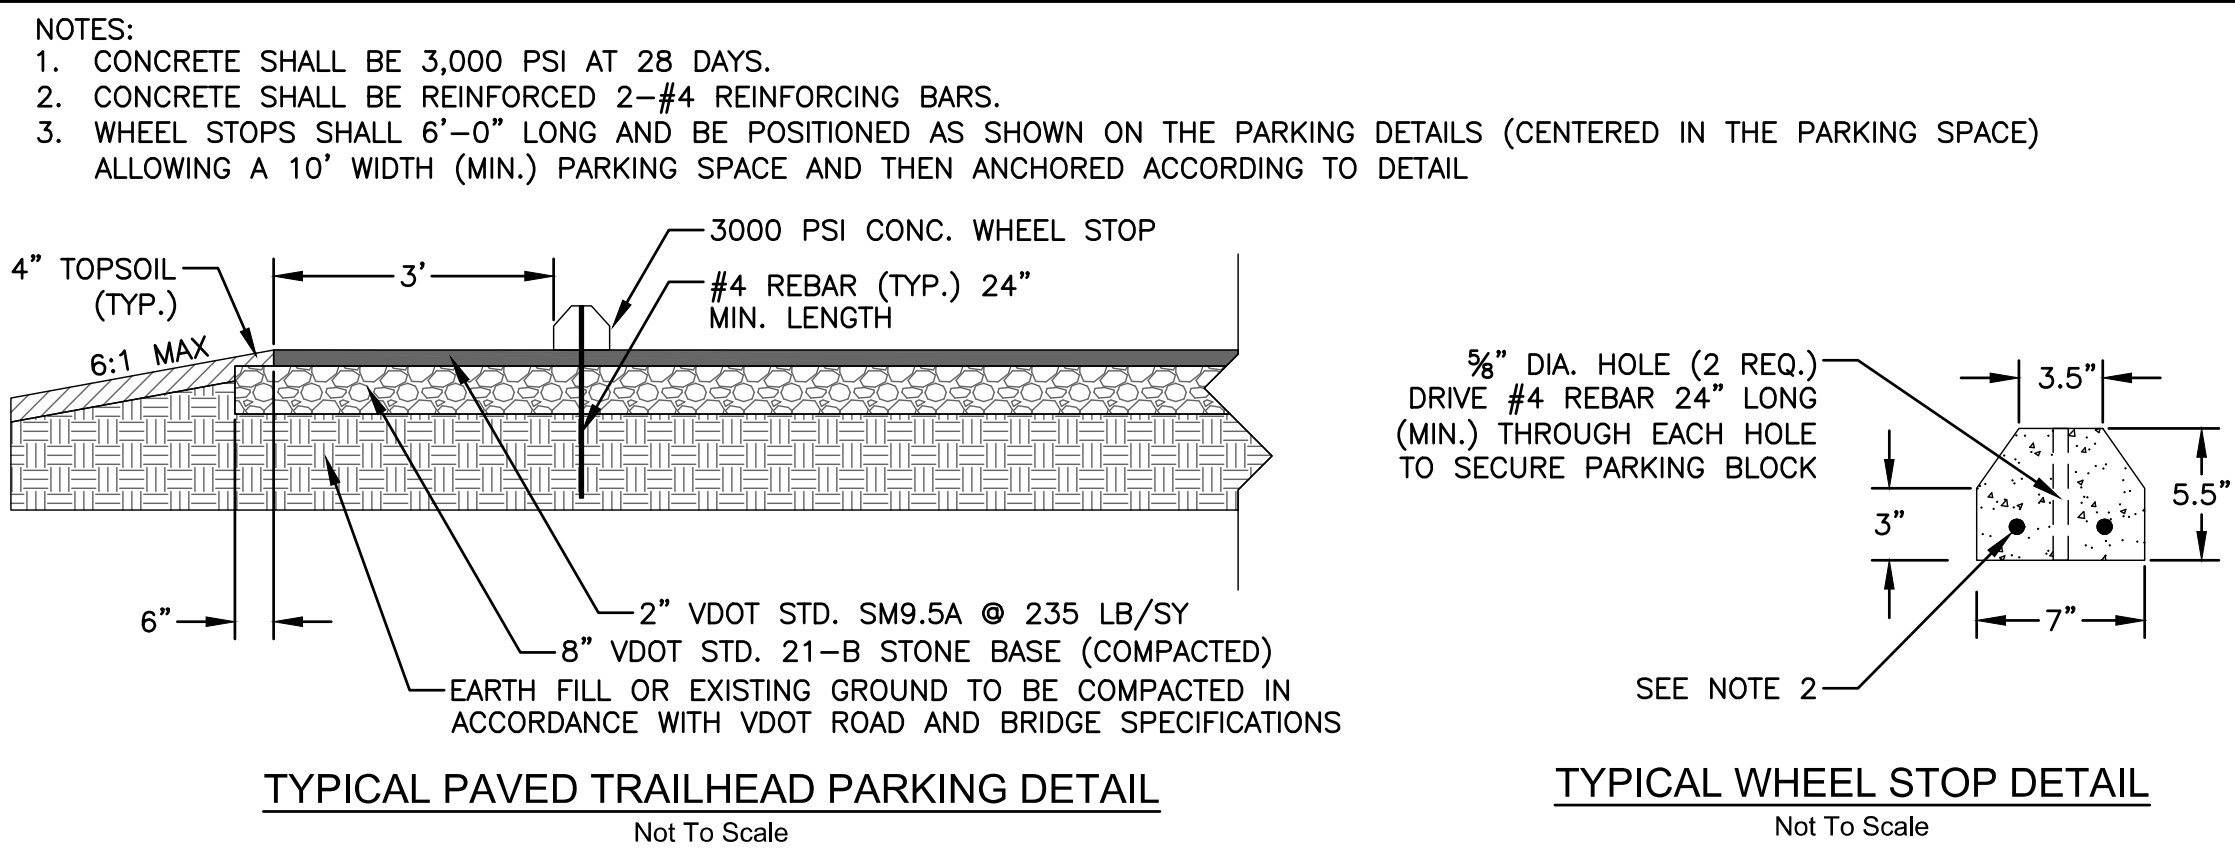 NOTES:
1. CONCRETE SHALL BE 3,000 PSI AT 28 DAYS.
2. CONCRETE SHALL BE REINFORCED 2-#4 REINFORCING BARS.
3. WHEEL STOPS SHALL 6'-0" LONG AND BE POSITIONED AS SHOWN ON THE PARKING DETAILS (CENTERED IN THE PARKING SPACE)
ALLOWING A 10' WIDTH (MIN.) PARKING SPACE AND THEN ANCHORED ACCORDING TO DETAIL
3000 PSI CONC. WHEEL STOP
4" TOPSOIL
(TYP.)
3'
#4 REBAR (TYP.) 24"
MIN. LENGTH
6:1 MAX
6"
2" VDOT STD. SM9.5A @ 235 LB/SY
8" VDOT STD. 21-B STONE BASE (COMPACTED)
EARTH FILL OR EXISTING GROUND TO BE COMPACTED IN
ACCORDANCE WITH VDOT ROAD AND BRIDGE SPECIFICATIONS
TYPICAL PAVED TRAILHEAD PARKING DETAIL
Not To Scale
⅝" DIA. HOLE (2 REQ.)
DRIVE #4 REBAR 24" LONG
(MIN.) THROUGH EACH HOLE
TO SECURE PARKING BLOCK
3.5"
5.5"
3"
7"
SEE NOTE 2
TYPICAL WHEEL STOP DETAIL
Not To Scale